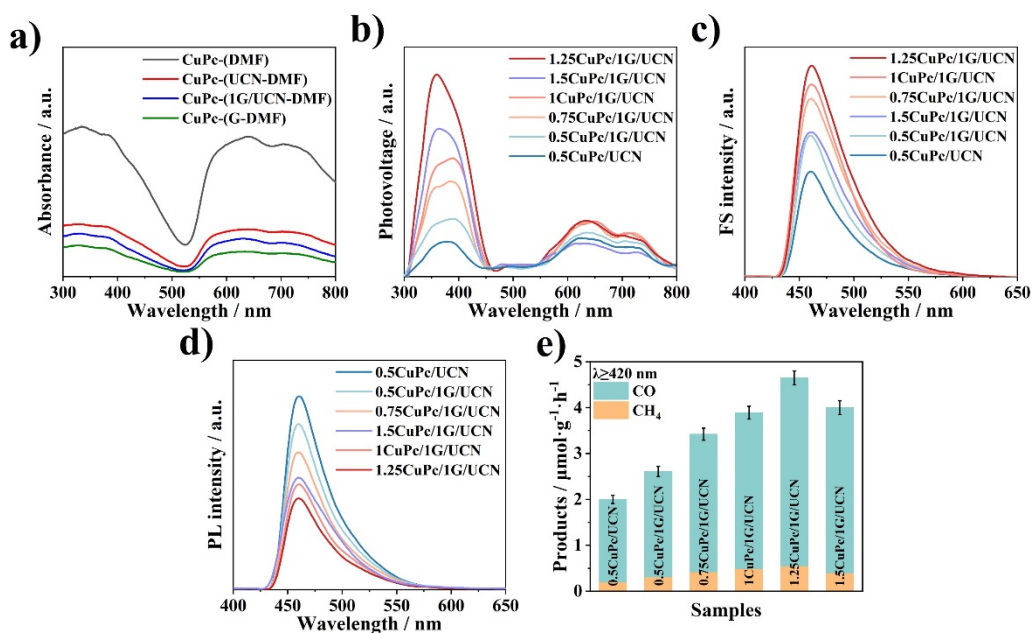 a)
CuPc-(DMF)
CuPc-(UCN-DMF)
CuPc-(1G/UCN-DMF)
CuPc-(G-DMF)
Absorbance / a.u.
300 400 500 600 700 800
Wavelength / nm
b)
1.25CuPc/1G/UCN
1.5CuPc/1G/UCN
1CuPc/1G/UCN
0.75CuPc/1G/UCN
0.5CuPc/1G/UCN
0.5CuPc/UCN
Photovoltage / a.u.
300 400 500 600 700 800
Wavelength / nm
c)
1.25CuPc/1G/UCN
1CuPc/1G/UCN
0.75CuPc/1G/UCN
1.5CuPc/1G/UCN
0.5CuPc/1G/UCN
0.5CuPc/UCN
FS intensity / a.u.
400 450 500 550 600 650
Wavelength / nm
d)
0.5CuPc/UCN
0.5CuPc/1G/UCN
0.75CuPc/1G/UCN
1.5CuPc/1G/UCN
1CuPc/1G/UCN
1.25CuPc/1G/UCN
PL intensity / a.u.
400 450 500 550 600 650
Wavelength / nm
e)
λ≥420 nm
CO
CH₄
Products / μmol·g⁻¹·h⁻¹
5
4
3
2
1
0
0.5CuPc/UCN
0.5CuPc/1G/UCN
0.75CuPc/1G/UCN
1CuPc/1G/UCN
1.25CuPc/1G/UCN
1.5CuPc/1G/UCN
Samples